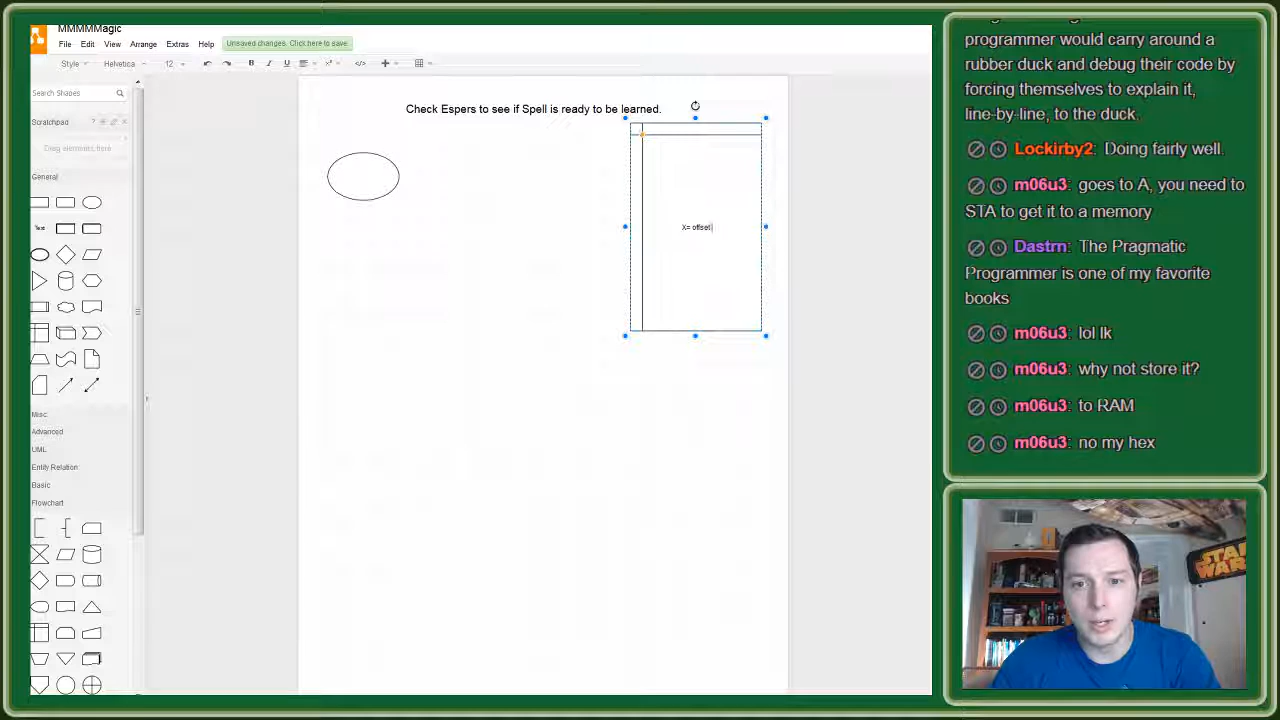 MMMMMagic
File Edit View Arrange Extras Help Unsaved changes. Click here to save.
Style Helvetica 12 B I U
Search Shapes
Scratchpad ?
Drag elements here
General
Text
Misc
Advanced
UML
Entity Relation
Basic
Flowchart
Check Espers to see if Spell is ready to be learned.
X= offset
programmer would carry around a
rubber duck and debug their code by
forcing themselves to explain it,
line-by-line, to the duck.
Lockirby2: Doing fairly well.
m06u3: goes to A, you need to
STA to get it to a memory
Dastrn: The Pragmatic
Programmer is one of my favorite
books
m06u3: lol Ik
m06u3: why not store it?
m06u3: to RAM
m06u3: no my hex
STAR
WARS